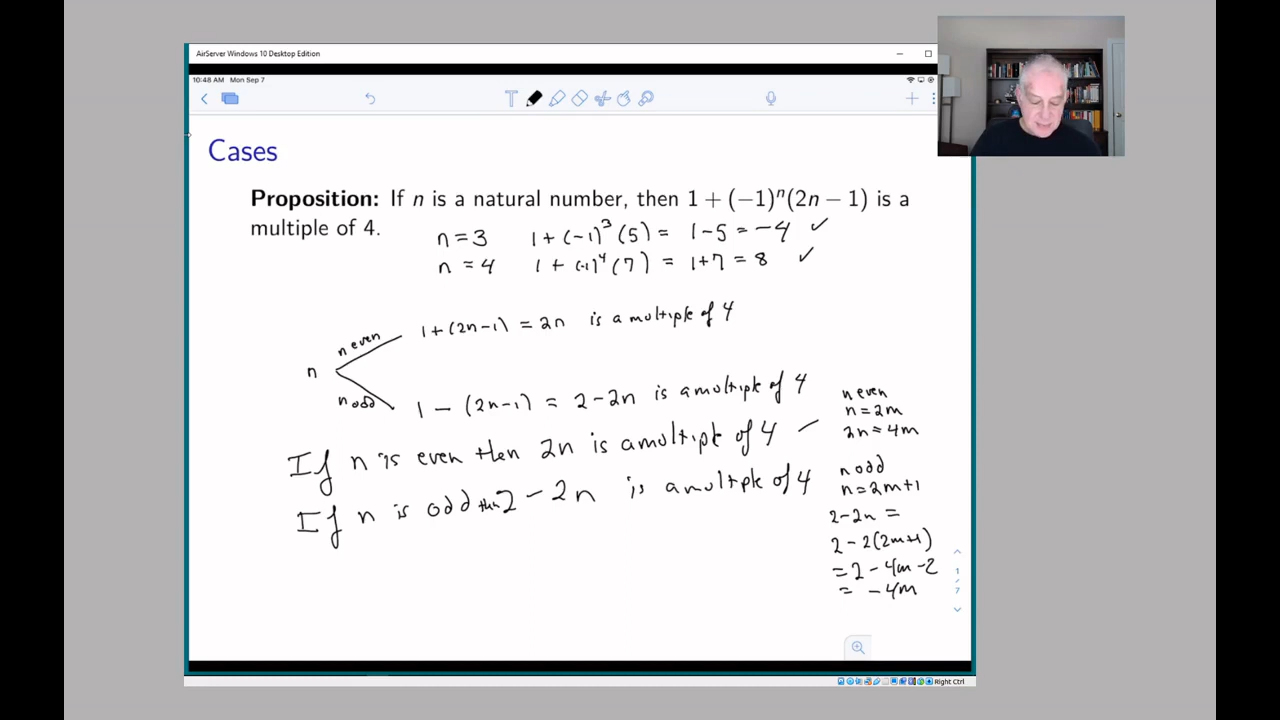 AirServer Windows 10 Desktop Edition
10:48 AM Mon Sep 7
Cases
Proposition: If n is a natural number, then 1 + (−1)ⁿ(2n − 1) is a
multiple of 4.
n = 3 1 + (-1)³ (5) = 1 - 5 = -4 ✓
n = 4 1 + (-1)⁴ (7) = 1 + 7 = 8 ✓
n
n even 1 + (2n-1) = 2n is a multiple of 4
n odd 1 - (2n-1) = 2 - 2n is a multiple of 4
If n is even then 2n is a multiple of 4
If n is odd then 2 - 2n is a multiple of 4
n even
n = 2m
2n = 4m
n odd
n = 2m+1
2-2n =
2 - 2(2m+1)
= 2 - 4m - 2
= - 4m
1
/
7
Right Ctrl